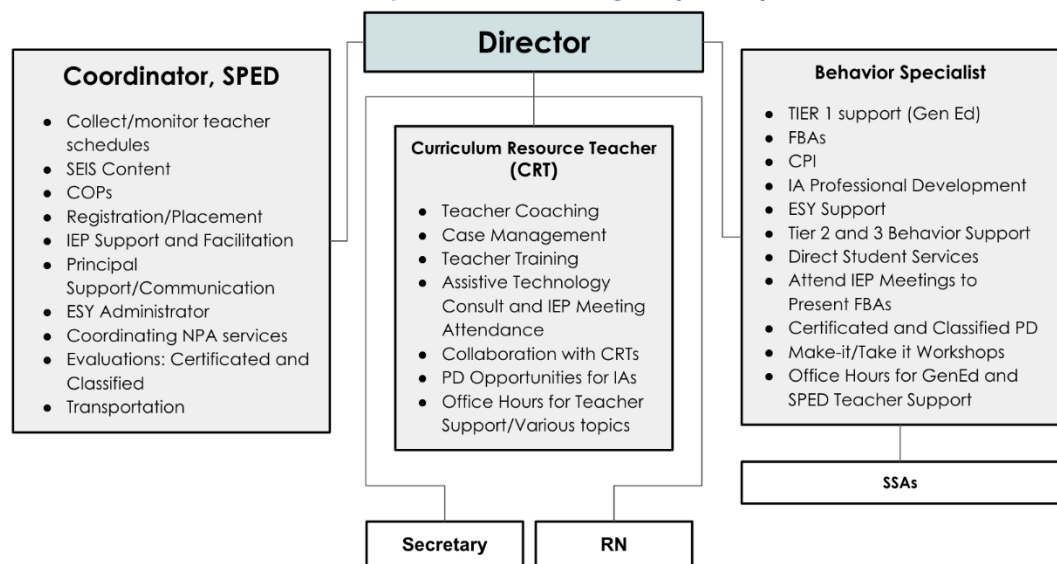 Director
Coordinator, SPED
● Collect/monitor teacher
schedules
● SEIS Content
● COPs
● Registration/Placement
● IEP Support and Facilitation
● Principal
Support/Communication
● ESY Administrator
● Coordinating NPA services
● Evaluations: Certificated and
Classified
● Transportation
Curriculum Resource Teacher
(CRT)
● Teacher Coaching
● Case Management
● Teacher Training
● Assistive Technology
Consult and IEP Meeting
Attendance
● Collaboration with CRTs
● PD Opportunities for IAs
● Office Hours for Teacher
Support/Various topics
Behavior Specialist
● TIER 1 support (Gen Ed)
● FBAs
● CPI
● IA Professional Development
● ESY Support
● Tier 2 and 3 Behavior Support
● Direct Student Services
● Attend IEP Meetings to
Present FBAs
● Certificated and Classified PD
● Make-it/Take it Workshops
● Office Hours for GenEd and
SPED Teacher Support
SSAs
Secretary
RN